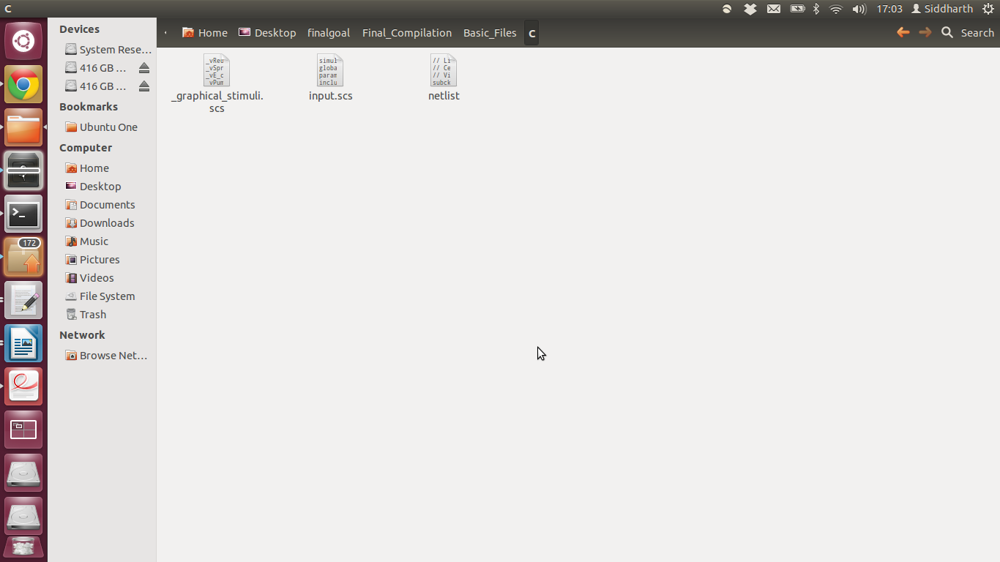 C
17:03
Siddharth
172
Devices
System Rese...
416 GB ...
416 GB ...
Bookmarks
Ubuntu One
Computer
Home
Desktop
Documents
Downloads
Music
Pictures
Videos
File System
Trash
Network
Browse Net...
Home
Desktop
finalgoal
Final_Compilation
Basic_Files
C
Search
_vReu
_vSpr
_vE_c
_vPum
_graphical_stimuli.
scs
simul
globa
param
inclu
input.scs
// Li
// Ce
// Vi
subck
netlist